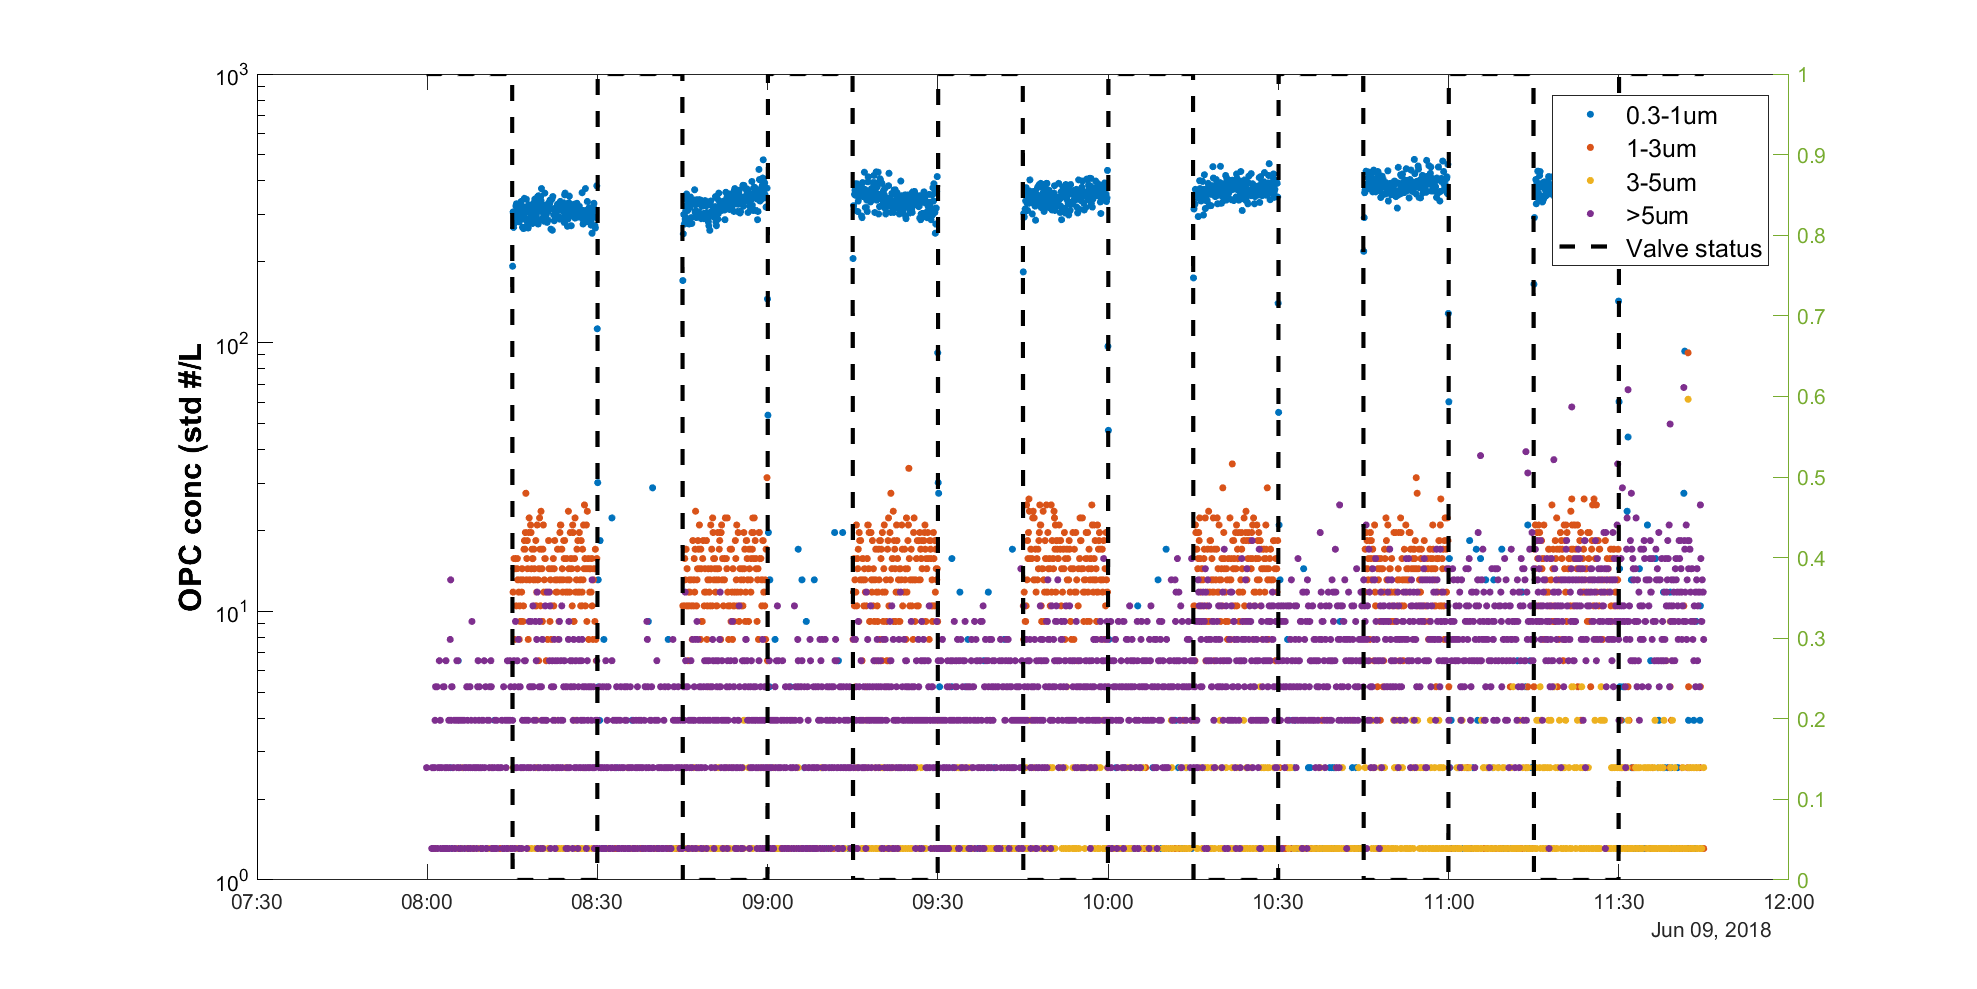 10³
10²
10¹
10⁰
OPC conc (std #/L
0.3-1um
1-3um
3-5um
>5um
Valve status
1
0.9
0.8
0.7
0.6
0.5
0.4
0.3
0.2
0.1
0
07:30 08:00 08:30 09:00 09:30 10:00 10:30 11:00 11:30 12:00
Jun 09, 2018